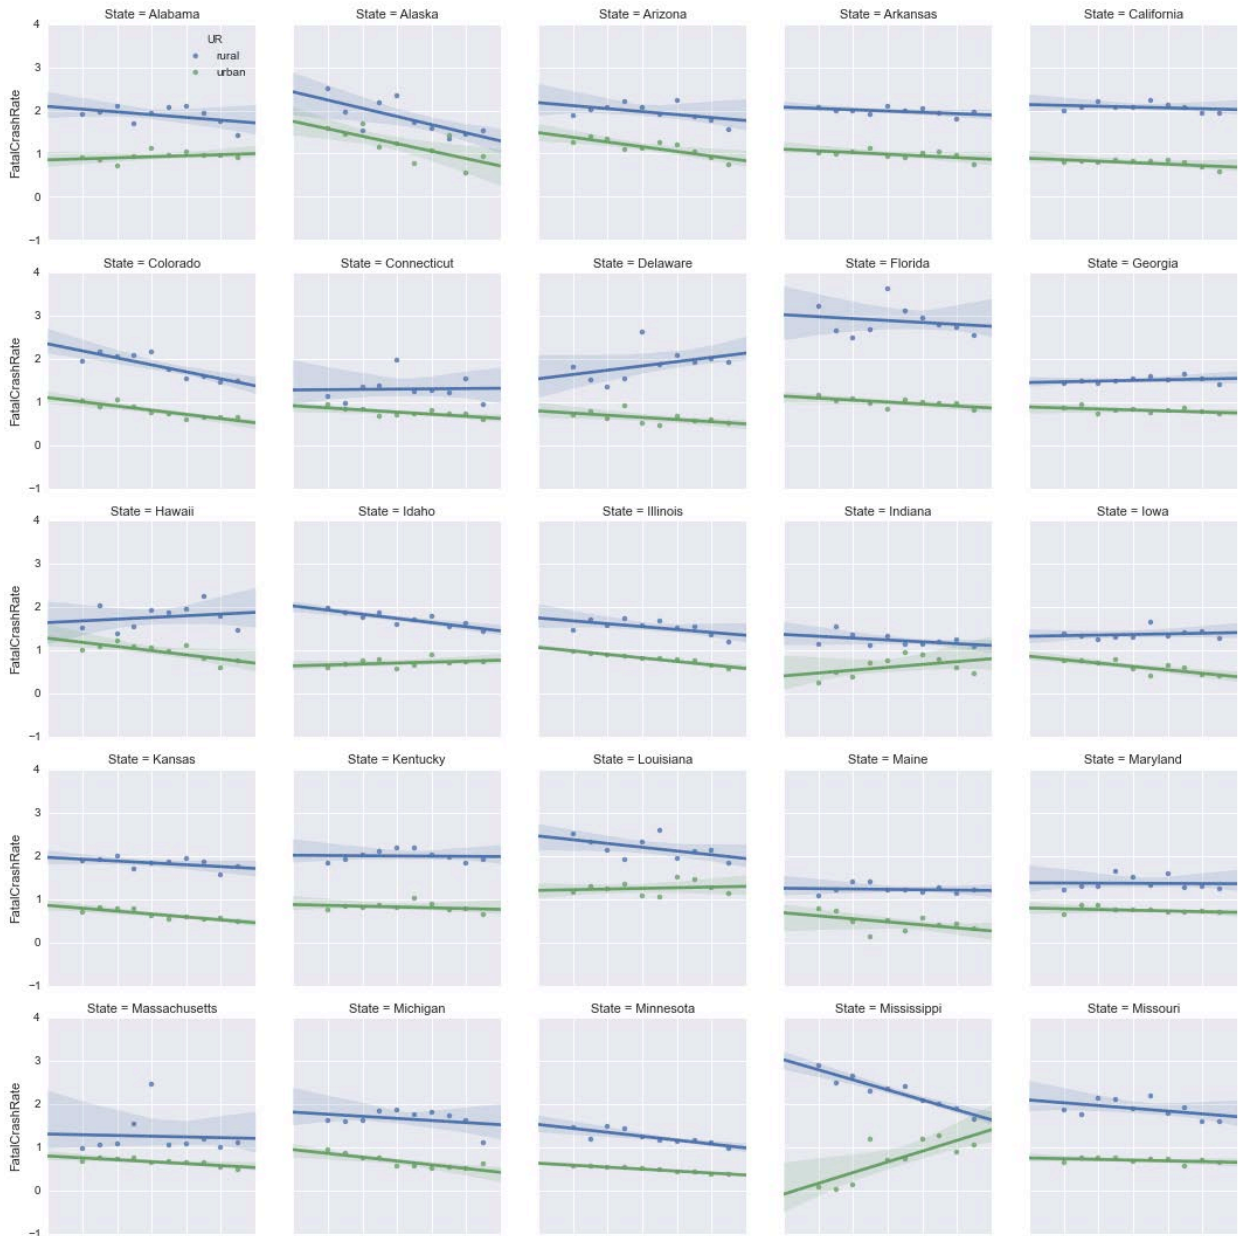 State = Alabama State = Alaska State = Arizona State = Arkansas State = California
4
3
2
1
0
−1
FatalCrashRate
UR
rural
urban
State = Colorado State = Connecticut State = Delaware State = Florida State = Georgia
4
3
2
1
0
−1
FatalCrashRate
State = Hawaii State = Idaho State = Illinois State = Indiana State = Iowa
4
3
2
1
0
−1
FatalCrashRate
State = Kansas State = Kentucky State = Louisiana State = Maine State = Maryland
4
3
2
1
0
−1
FatalCrashRate
State = Massachusetts State = Michigan State = Minnesota State = Mississippi State = Missouri
4
3
2
1
0
−1
FatalCrashRate